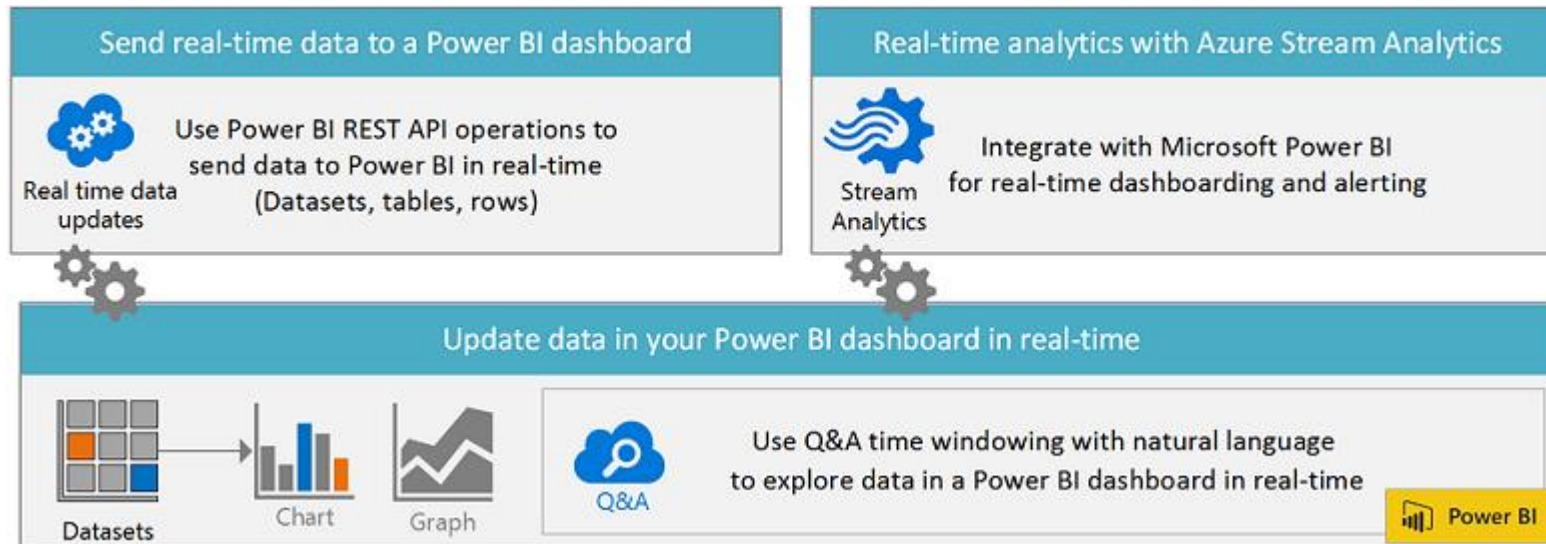 Send real-time data to a Power BI dashboard
Real time data
updates
Use Power BI REST API operations to
send data to Power BI in real-time
(Datasets, tables, rows)
Real-time analytics with Azure Stream Analytics
Stream
Analytics
Integrate with Microsoft Power BI
for real-time dashboarding and alerting
Update data in your Power BI dashboard in real-time
Datasets
Chart
Graph
Q&A
Use Q&A time windowing with natural language
to explore data in a Power BI dashboard in real-time
Power BI